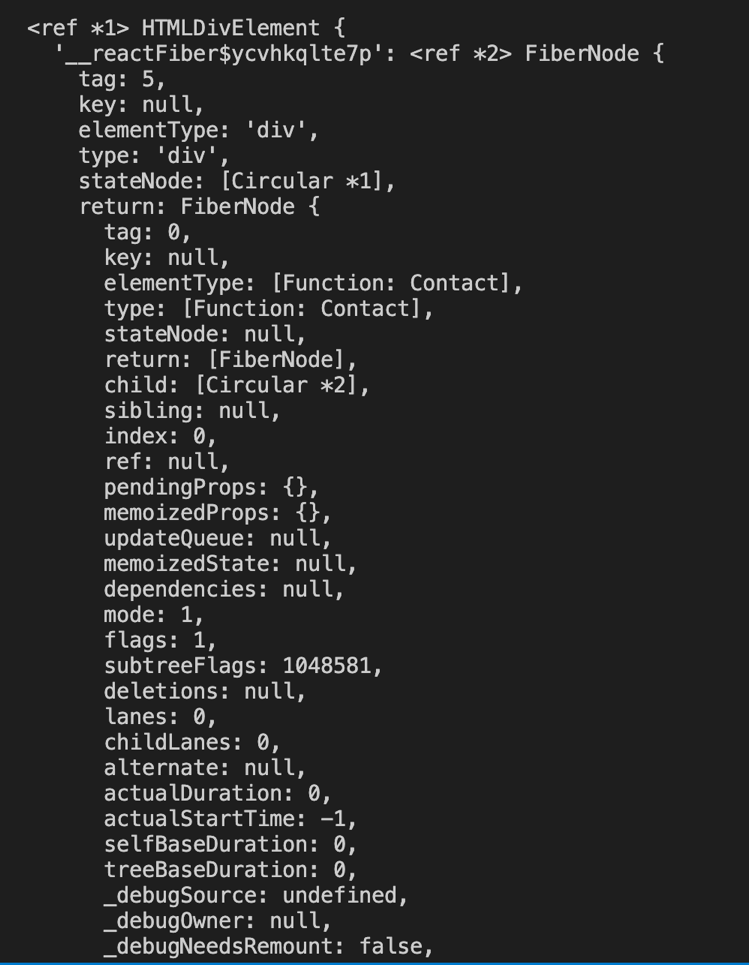 <ref *1> HTMLDivElement {
  '__reactFiber$ycvhkqlte7p': <ref *2> FiberNode {
    tag: 5,
    key: null,
    elementType: 'div',
    type: 'div',
    stateNode: [Circular *1],
    return: FiberNode {
      tag: 0,
      key: null,
      elementType: [Function: Contact],
      type: [Function: Contact],
      stateNode: null,
      return: [FiberNode],
      child: [Circular *2],
      sibling: null,
      index: 0,
      ref: null,
      pendingProps: {},
      memoizedProps: {},
      updateQueue: null,
      memoizedState: null,
      dependencies: null,
      mode: 1,
      flags: 1,
      subtreeFlags: 1048581,
      deletions: null,
      lanes: 0,
      childLanes: 0,
      alternate: null,
      actualDuration: 0,
      actualStartTime: -1,
      selfBaseDuration: 0,
      treeBaseDuration: 0,
      _debugSource: undefined,
      _debugOwner: null,
      _debugNeedsRemount: false,